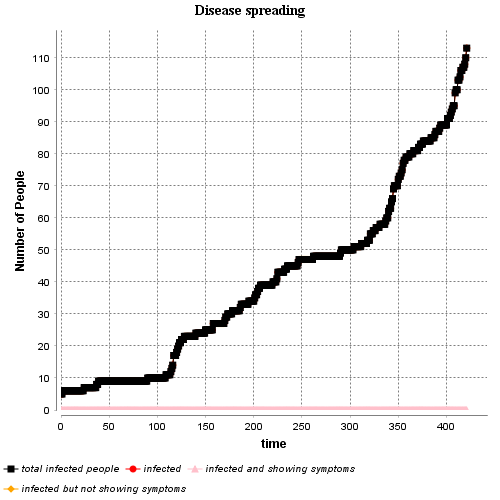 Disease spreading
110
100
90
80
70
60
50
40
30
20
10
0
Number of People
0 50 100 150 200 250 300 350 400
time
total infected people infected infected and showing symptoms
infected but not showing symptoms